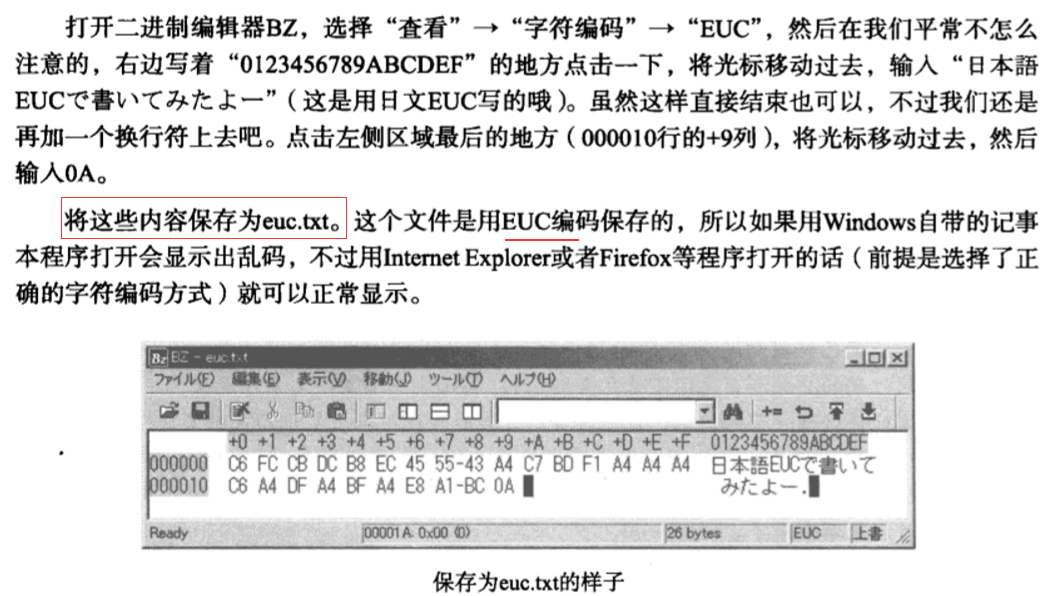 打开二进制编辑器BZ，选择“查看”→“字符编码”→“EUC”，然后在我们平常不怎么
注意的，右边写着“0123456789ABCDEF”的地方点击一下，将光标移动过去，输入“日本語
EUCで書いてみたよー”（这是用日文EUC写的哦）。虽然这样直接结束也可以，不过我们还是
再加一个换行符上去吧。点击左侧区域最后的地方（000010行的+9列），将光标移动过去，然后
输入0A。
将这些内容保存为euc.txt。这个文件是用EUC编码保存的，所以如果用Windows自带的记事
本程序打开会显示出乱码，不过用Internet Explorer或者Firefox等程序打开的话（前提是选择了正
确的字符编码方式）就可以正常显示。
Bz BZ - euc.txt
ファイル(F) 編集(E) 表示(V) 移動(J) ツール(T) ヘルプ(H)
+0 +1 +2 +3 +4 +5 +6 +7 +8 +9 +A +B +C +D +E +F 0123456789ABCDEF
000000 C6 FC CB DC B8 EC 45 55-43 A4 C7 BD F1 A4 A4 A4 日本語EUCで書いて
000010 C6 A4 DF A4 BF A4 E8 A1-BC 0A みたよー.
Ready 00001A: 0x00 (0) 26 bytes EUC 上書
保存为euc.txt的样子